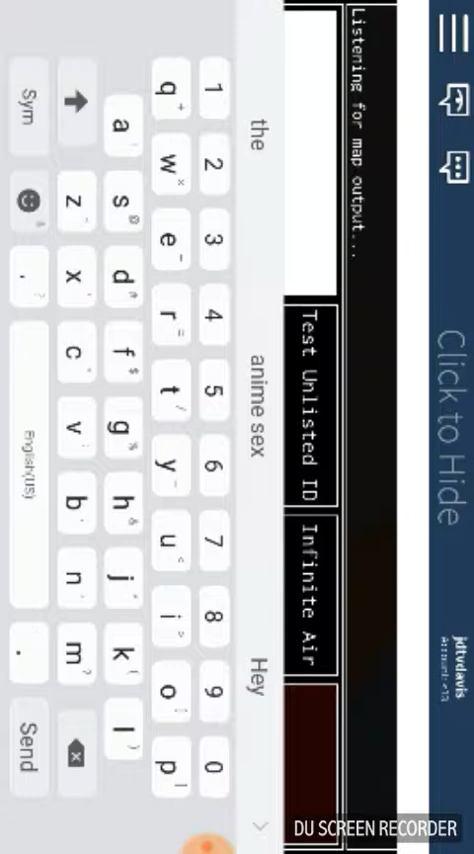 Click to Hide
jdtvdavis
Listening for map output...
Test Unlisted ID
Infinite Air
the anime sex Hey
1 2 3 4 5 6 7 8 9 0
q w e r t y u i o p
a s d f g h j k l
z x c v b n m
Sym , English(US) . Send
DU SCREEN RECORDER